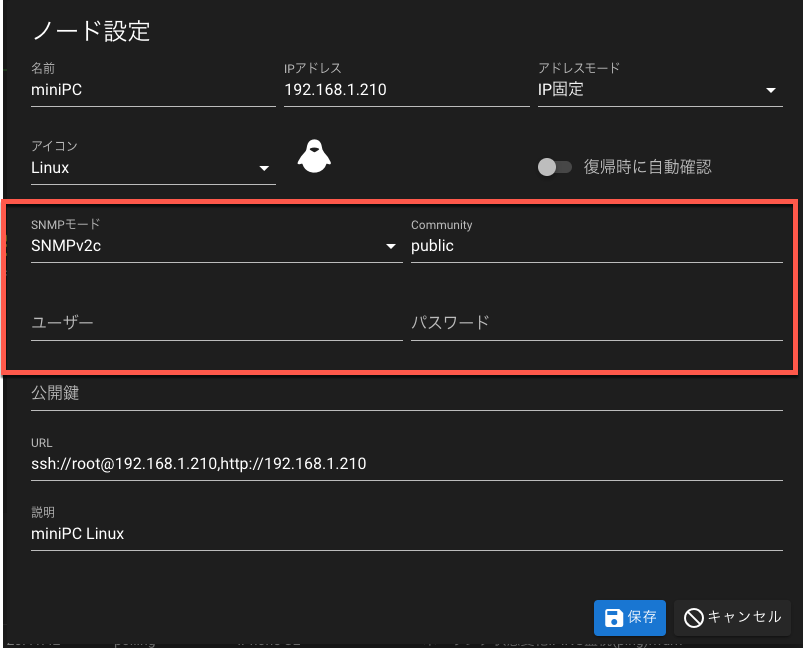 ノード設定
名前 IPアドレス アドレスモード
miniPC 192.168.1.210 IP固定
アイコン
Linux 復帰時に自動確認
SNMPモード Community
SNMPv2c public
ユーザー パスワード
公開鍵
URL
ssh://root@192.168.1.210,http://192.168.1.210
説明
miniPC Linux
保存 キャンセル